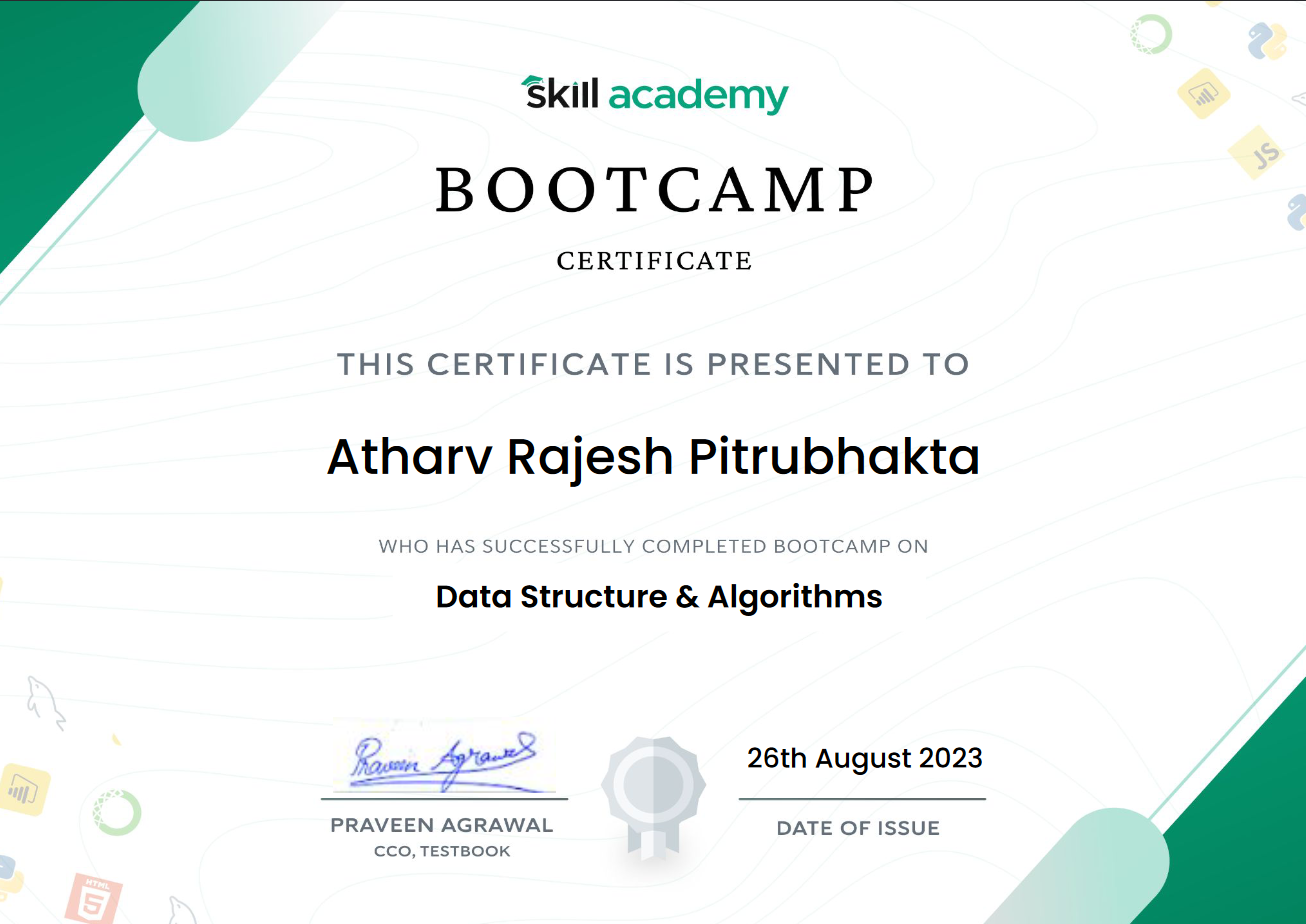 skill academy
BOOTCAMP
CERTIFICATE
THIS CERTIFICATE IS PRESENTED TO
Atharv Rajesh Pitrubhakta
WHO HAS SUCCESSFULLY COMPLETED BOOTCAMP ON
Data Structure & Algorithms
Praveen Agrawal
26th August 2023
PRAVEEN AGRAWAL
DATE OF ISSUE
CCO, TESTBOOK
JS
HTML
5